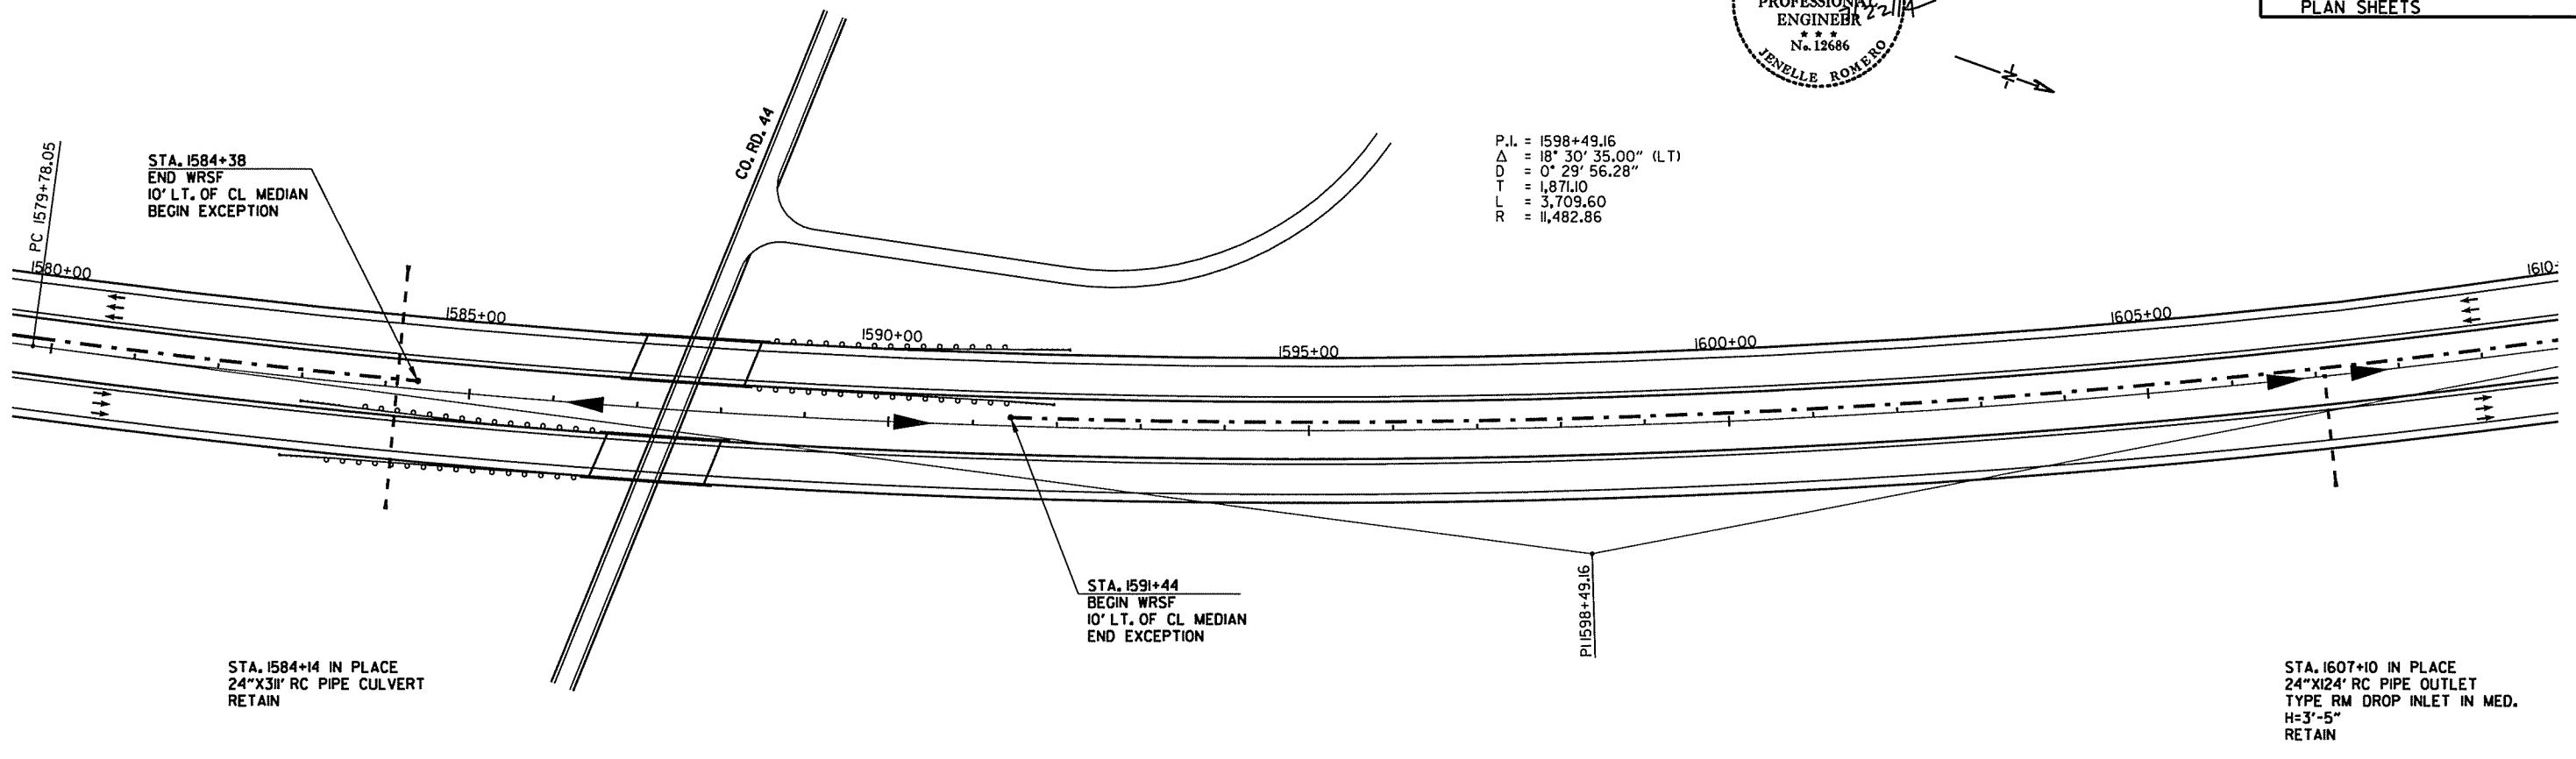 PROFESSIONAL
ENGINEER
No. 12686
JENELLE ROMERO
PLAN SHEETS
N
CO. RD. 44
PC 1579+78.05
STA. 1584+38
END WRSF
10' LT. OF CL MEDIAN
BEGIN EXCEPTION
P.I. = 1598+49.16
Δ = 18° 30' 35.00" (LT)
D = 0° 29' 56.28"
T = 1,871.10
L = 3,709.60
R = 11,482.86
1580+00
1585+00
1590+00
1595+00
1600+00
1605+00
1610+
STA. 1591+44
BEGIN WRSF
10' LT. OF CL MEDIAN
END EXCEPTION
PI 1598+49.16
STA. 1584+14 IN PLACE
24"X311' RC PIPE CULVERT
RETAIN
STA. 1607+10 IN PLACE
24"X124' RC PIPE OUTLET
TYPE RM DROP INLET IN MED.
H=3'-5"
RETAIN